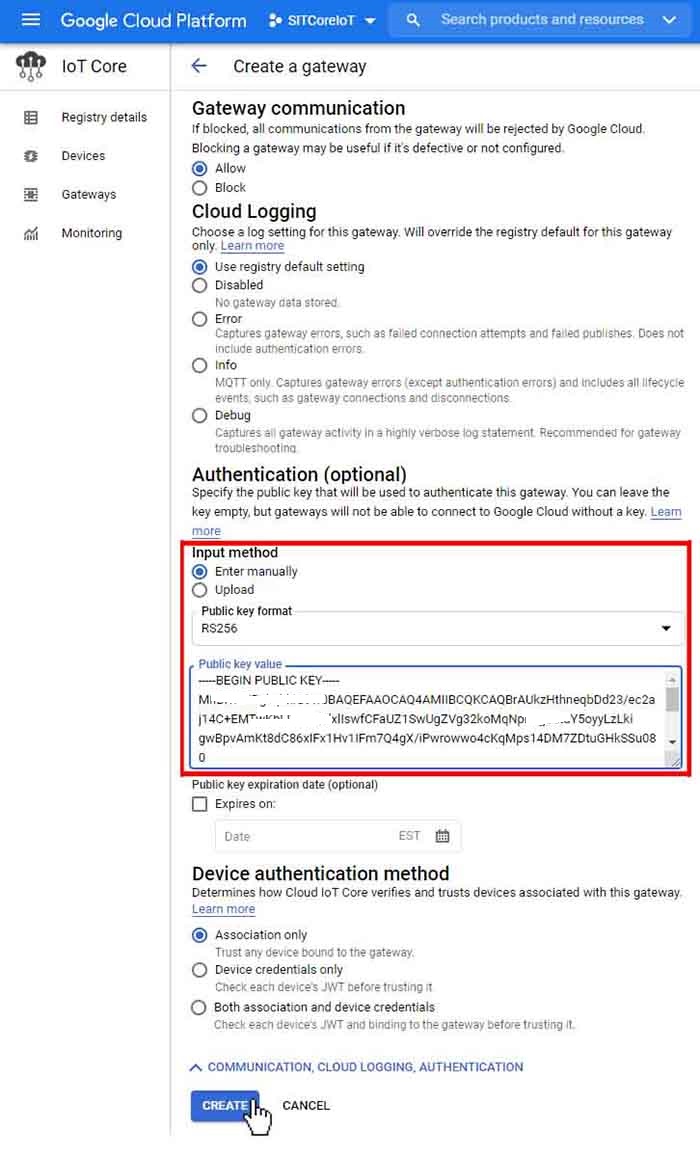 Google Cloud Platform SITCoreIoT Search products and resources
IoT Core
Create a gateway
Registry details
Devices
Gateways
Monitoring
Gateway communication
If blocked, all communications from the gateway will be rejected by Google Cloud.
Blocking a gateway may be useful if it's defective or not configured.
Allow
Block
Cloud Logging
Choose a log setting for this gateway. Will override the registry default for this gateway
only. Learn more
Use registry default setting
Disabled
No gateway data stored.
Error
Captures gateway errors, such as failed connection attempts and failed publishes. Does not
include authentication errors.
Info
MQTT only. Captures gateway errors (except authentication errors) and includes all lifecycle
events, such as gateway connections and disconnections.
Debug
Captures all gateway activity in a highly verbose log statement. Recommended for gateway
troubleshooting.
Authentication (optional)
Specify the public key that will be used to authenticate this gateway. You can leave the
key empty, but gateways will not be able to connect to Google Cloud without a key. Learn
more
Input method
Enter manually
Upload
Public key format
RS256
Public key value
-----BEGIN PUBLIC KEY-----
0BAQEFAAOCAQ4AMIIBCQKCAQBrAUkzHthneqbDd23/ec2a
xlIswfCFaUZ1SwUgZVg32koMqNp Y5oyyLzLki
gwBpvAmKt8dC86xIFx1Hv1IFm7Q4gX/iPwrowwo4cKqMps14DM7ZDtuGHkSSu08
0
Public key expiration date (optional)
Expires on:
Date EST
Device authentication method
Determines how Cloud IoT Core verifies and trusts devices associated with this gateway.
Learn more
Association only
Trust any device bound to the gateway.
Device credentials only
Check each device's JWT before trusting it.
Both association and device credentials
Check each device's JWT and binding to the gateway before trusting it.
COMMUNICATION, CLOUD LOGGING, AUTHENTICATION
CREATE CANCEL